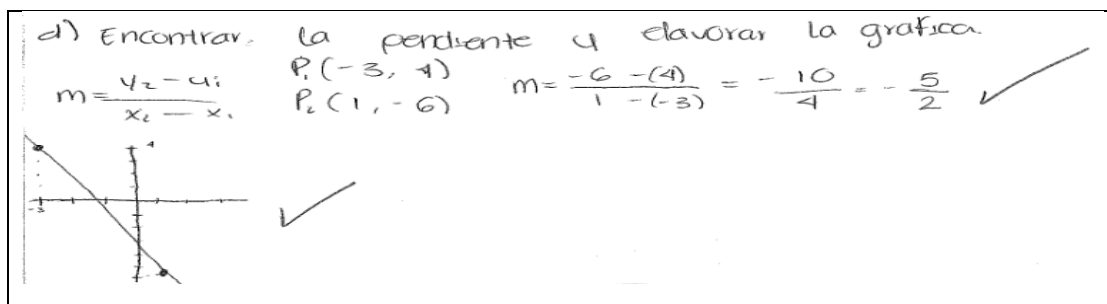 d) Encontrar la pendiente y elavorar la grafica.
m = y₂ - y₁ / x₂ - x₁
P₁ (-3, 4)
P₂ (1, -6)
m = -6 -(4) / 1 -(-3) = - 10 / 4 = - 5 / 2
4
-3